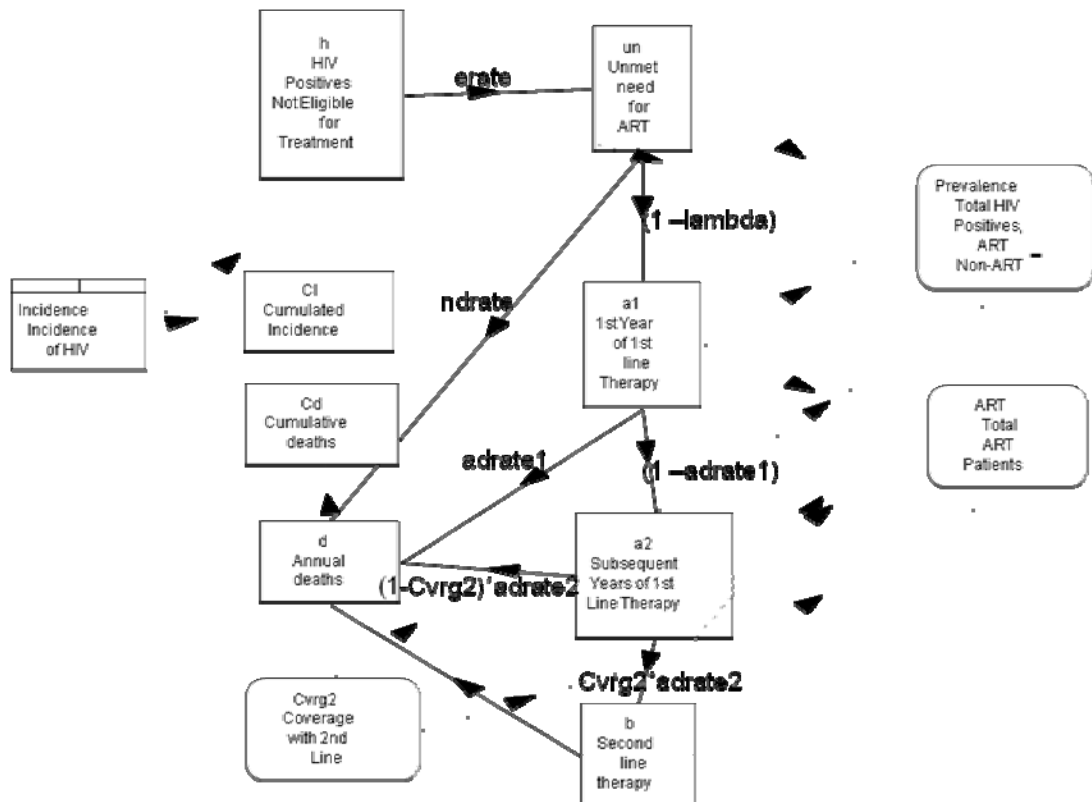 h
HIV
Positives
Not Eligible
for
Treatment
erate
un
Unmet
need
for
ART
(1 –lambda)
Prevalence
Total HIV
Positives,
ART
Non-ART
Incidence
Incidence
of HIV
CI
Cumulated
Incidence
ndrate
a1
1st Year
of 1st
line
Therapy
Cd
Cumulative
deaths
ART
Total
ART
Patients
adrate1
(1 –adrate1)
d
Annual
deaths
(1-Cvrg2)*adrate2
a2
Subsequent
Years of 1st
Line Therapy
Cvrg2*adrate2
Cvrg2
Coverage
with 2nd
Line
b
Second
line
therapy